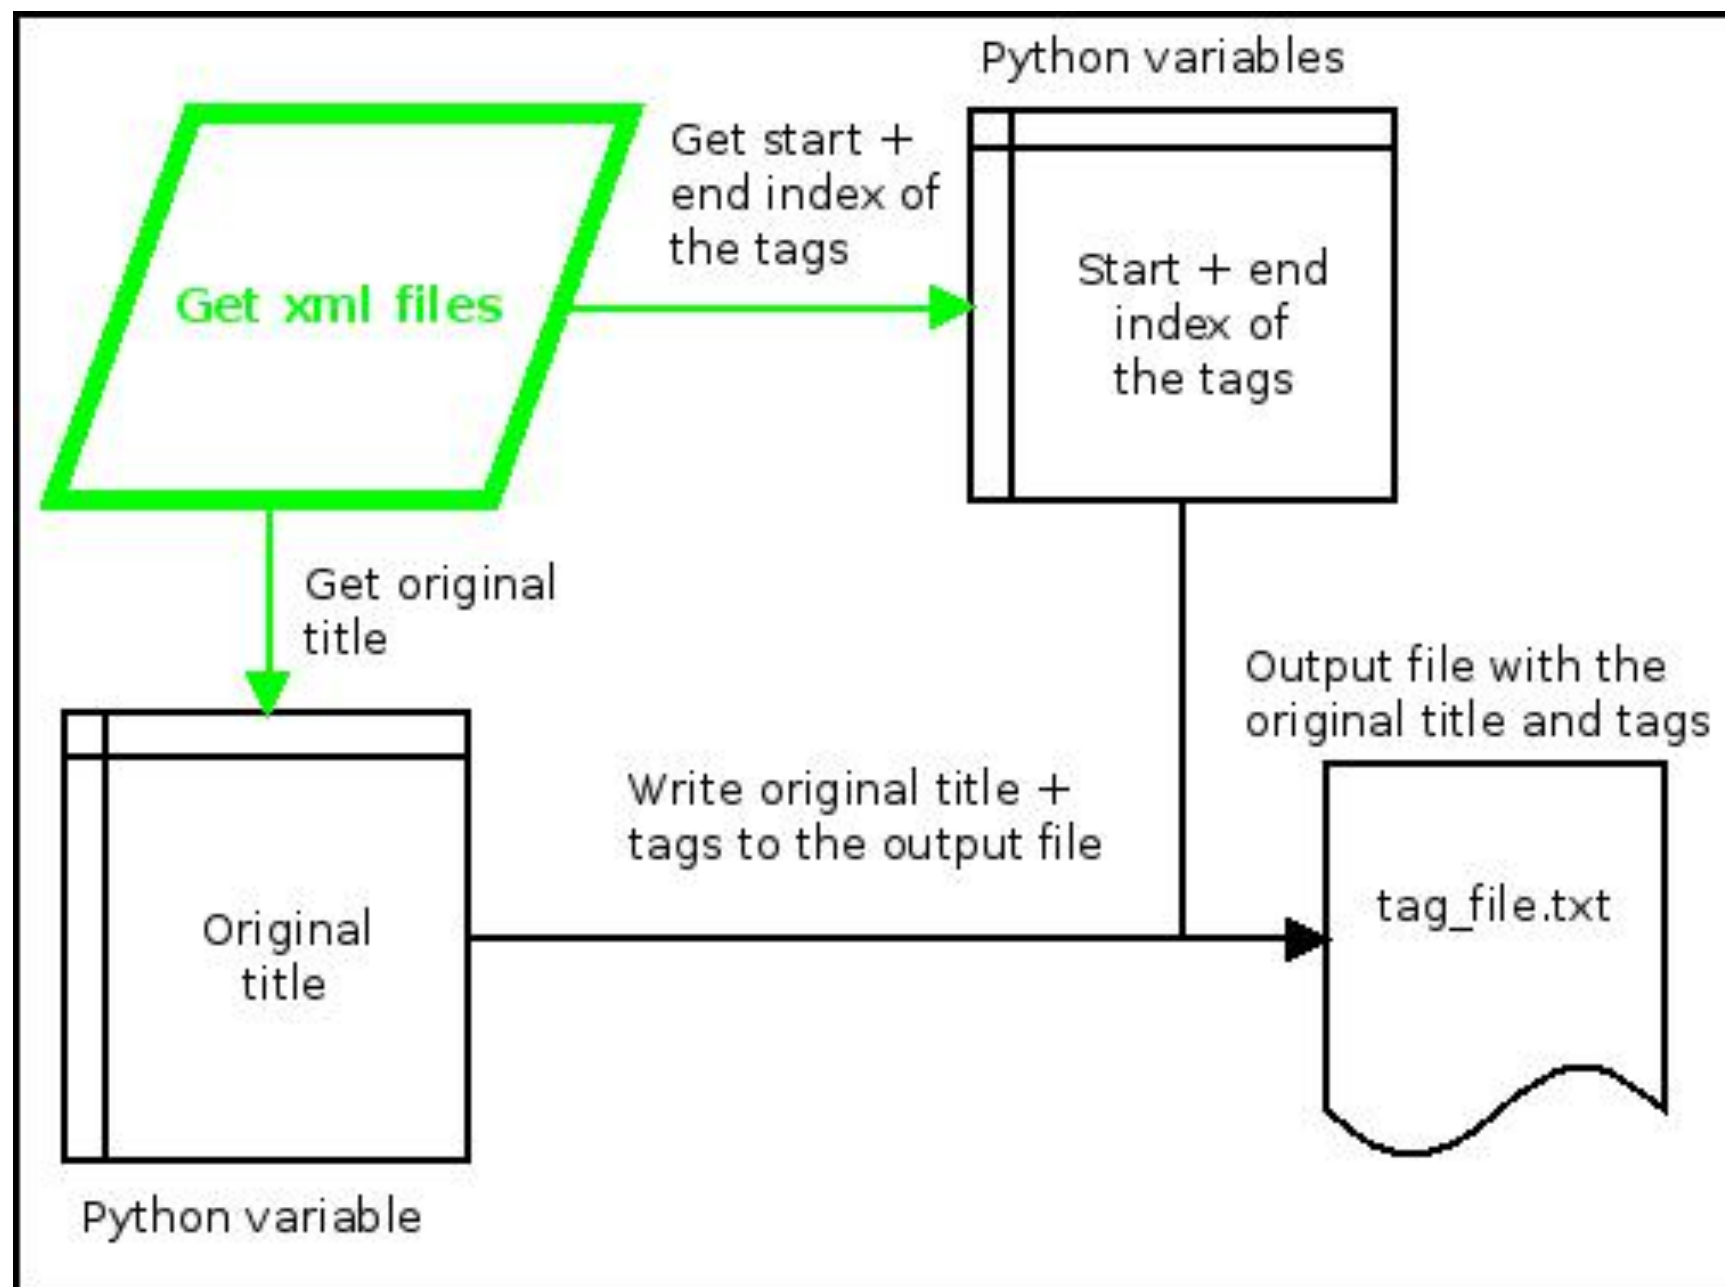 Python variables
Get start +
end index of
the tags
Get xml files
Start + end
index of
the tags
Get original
title
Output file with the
original title and tags
Write original title +
tags to the output file
tag_file.txt
Original
title
Python variable